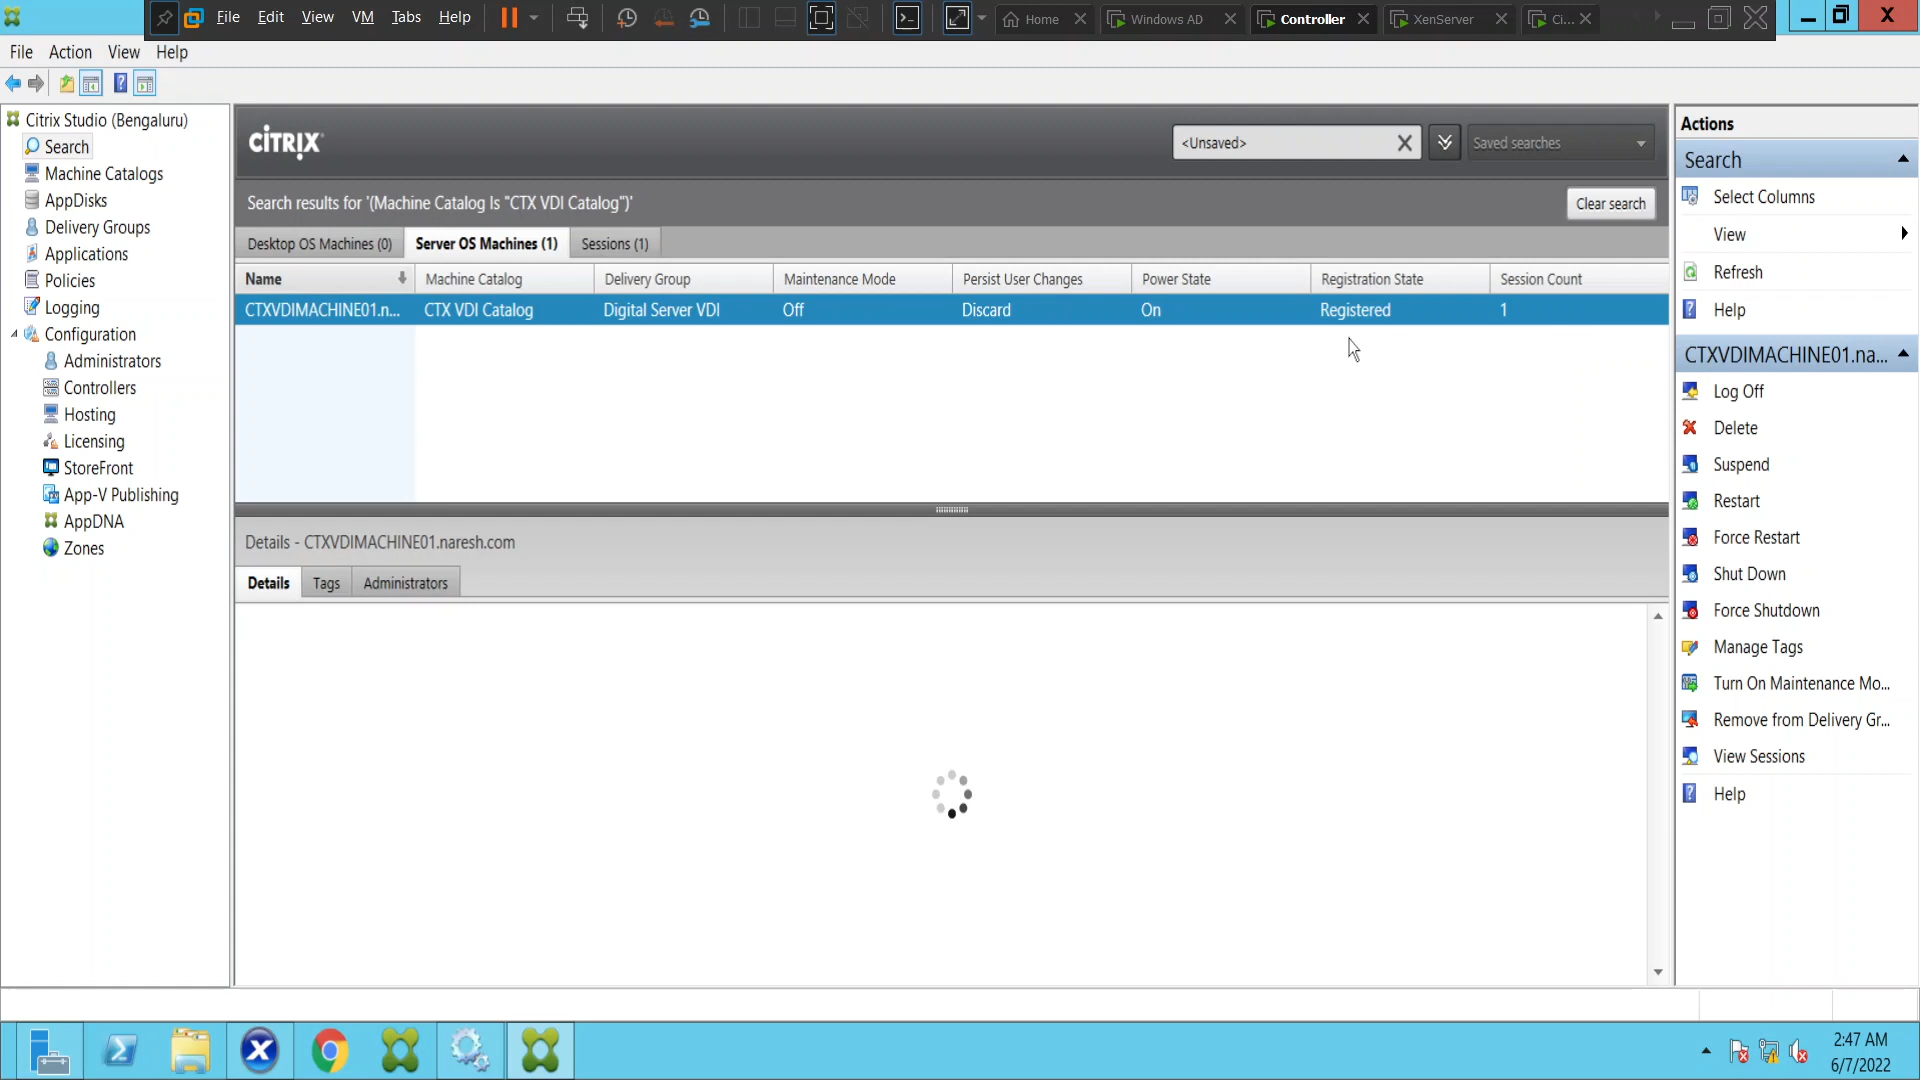 File Edit View VM Tabs Help Home Windows AD Controller XenServer Ci...
File Action View Help
Citrix Studio (Bengaluru)
Search
Machine Catalogs
AppDisks
Delivery Groups
Applications
Policies
Logging
Configuration
Administrators
Controllers
Hosting
Licensing
StoreFront
App-V Publishing
AppDNA
Zones
CITRIX
<Unsaved>
Saved searches
Search results for '(Machine Catalog Is "CTX VDI Catalog")'
Clear search
Desktop OS Machines (0) Server OS Machines (1) Sessions (1)
Name Machine Catalog Delivery Group Maintenance Mode Persist User Changes Power State Registration State Session Count
CTXVDIMACHINE01.n... CTX VDI Catalog Digital Server VDI Off Discard On Registered 1
Details - CTXVDIMACHINE01.naresh.com
Details Tags Administrators
Actions
Search
Select Columns
View
Refresh
Help
CTXVDIMACHINE01.na...
Log Off
Delete
Suspend
Restart
Force Restart
Shut Down
Force Shutdown
Manage Tags
Turn On Maintenance Mo...
Remove from Delivery Gr...
View Sessions
Help
2:47 AM
6/7/2022